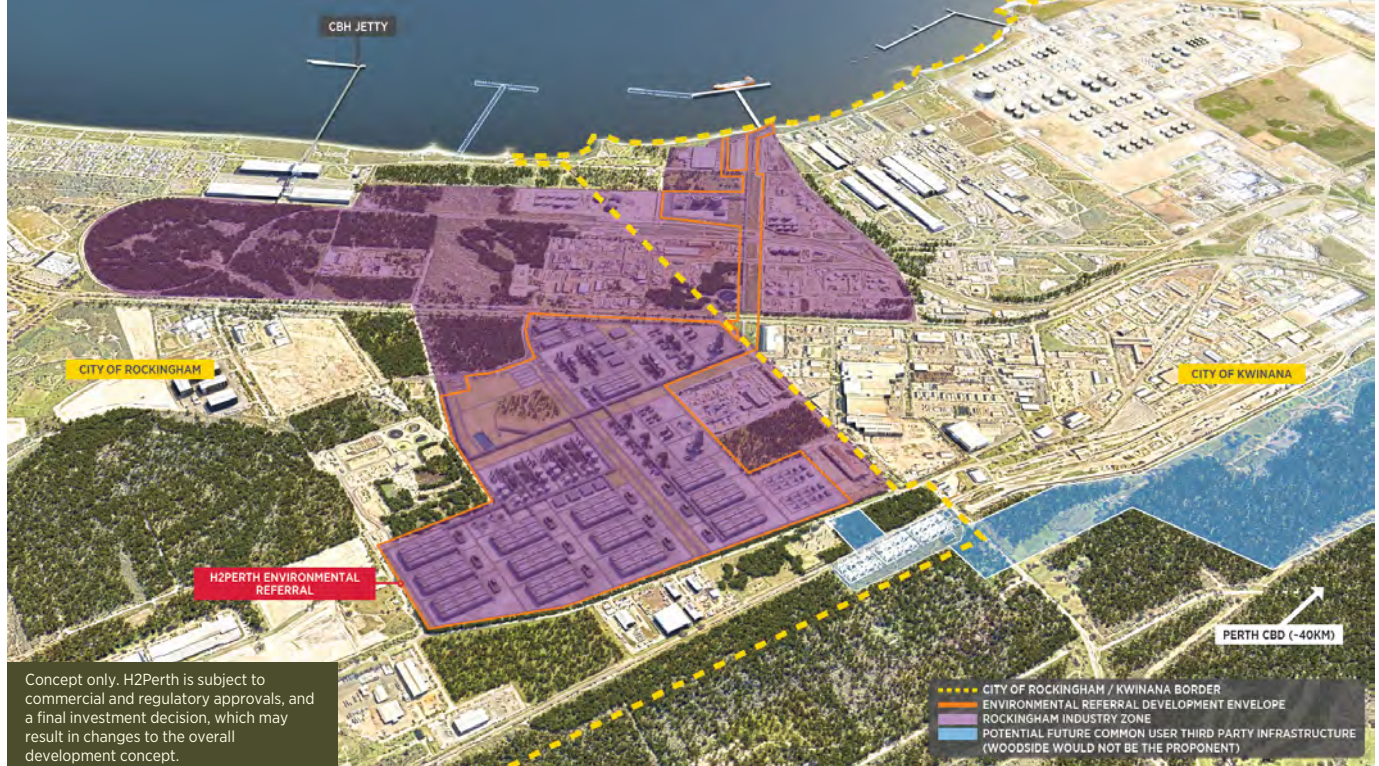 CBH JETTY
CITY OF ROCKINGHAM
CITY OF KWINANA
H2PERTH ENVIRONMENTAL
REFERRAL
PERTH CBD (~40KM)
Concept only. H2Perth is subject to
commercial and regulatory approvals, and
a final investment decision, which may
result in changes to the overall
development concept.
CITY OF ROCKINGHAM / KWINANA BORDER
ENVIRONMENTAL REFERRAL DEVELOPMENT ENVELOPE
ROCKINGHAM INDUSTRY ZONE
POTENTIAL FUTURE COMMON USER THIRD PARTY INFRASTRUCTURE
(WOODSIDE WOULD NOT BE THE PROPONENT)